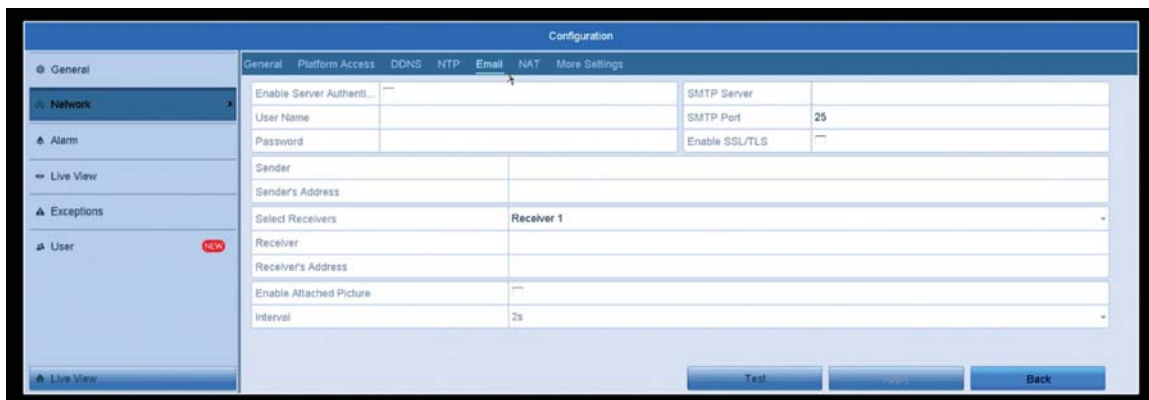 Configuration
General
Network
Alarm
Live View
Exceptions
User NEW
Live View
General Platform Access DDNS NTP Email NAT More Settings
Enable Server Authenti...
User Name
Password
SMTP Server
SMTP Port 25
Enable SSL/TLS
Sender
Sender's Address
Select Receivers Receiver 1
Receiver
Receiver's Address
Enable Attached Picture
Interval 2s
Test Apply Back